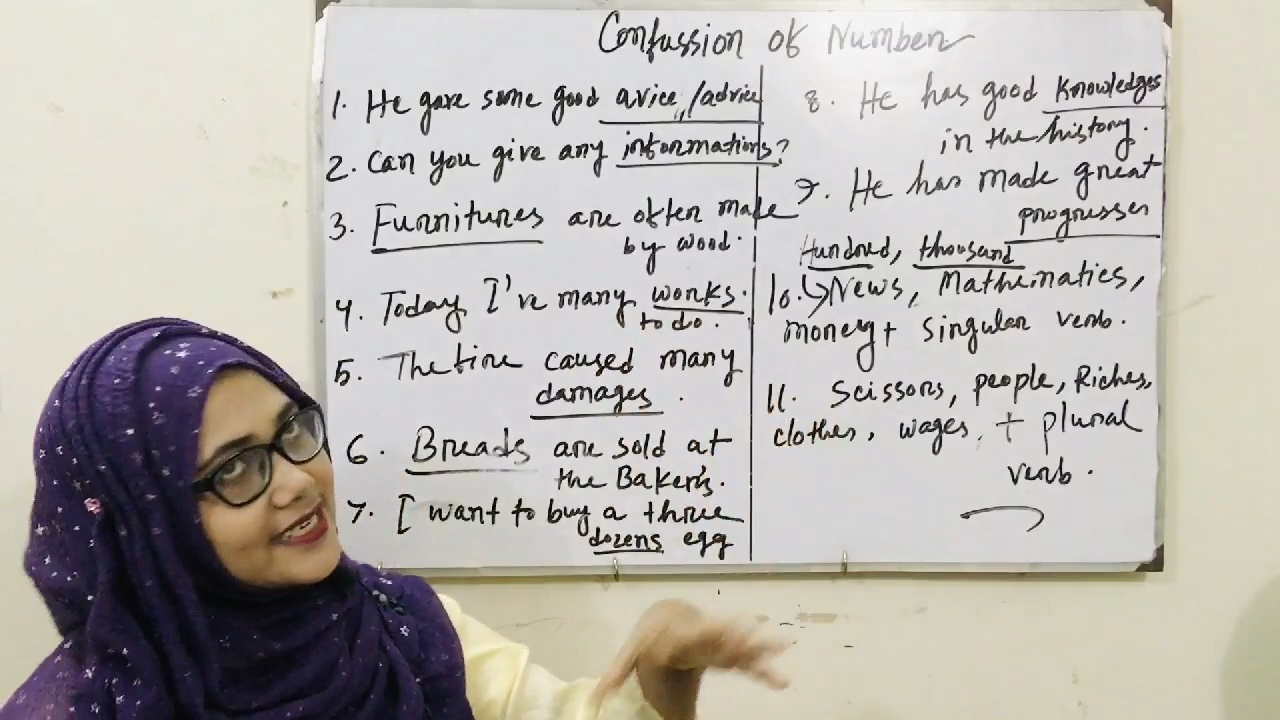 Confussion of Number
1. He gave some good avice,, /advice
2. Can you give any informations?
3. Furnitures are often made
by wood.
4. Today I've many works.
to do.
5. The fire caused many
damages.
6. Breads are sold at
the Baker's.
7. I want to buy a three
dozens egg
8. He has good knowledges
in the history.
9. He has made great
progresses
Hundred, thousand
10. → News, Mathematics,
money + singular verb.
11. Scissors, people, Riches,
clothes, wages, + plural
verb.